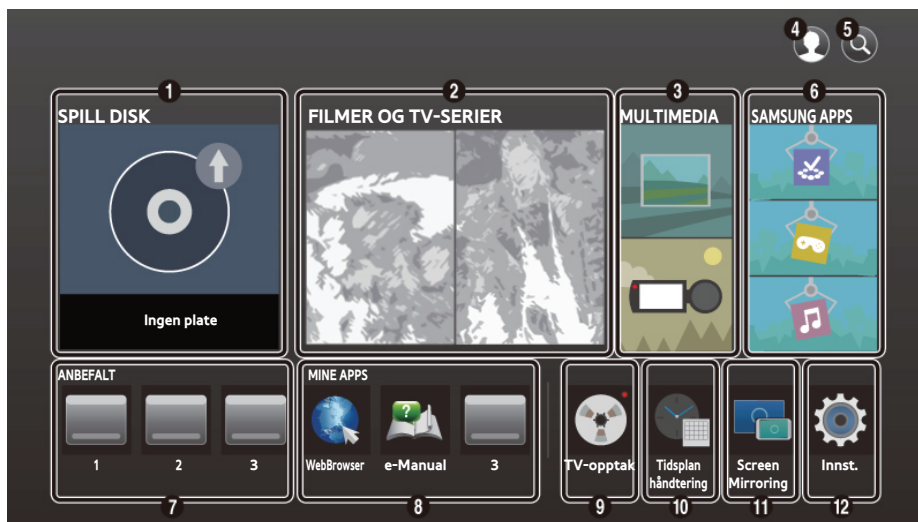 4 5
1 2 3 6
SPILL DISK
FILMER OG TV-SERIER
MULTIMEDIA
SAMSUNG APPS
Ingen plate
ANBEFALT
1 2 3
MINE APPS
WebBrowser e-Manual 3
?
TV-opptak
Tidsplan
håndtering
Screen
Mirroring
Innst.
7 8 9 10 11 12